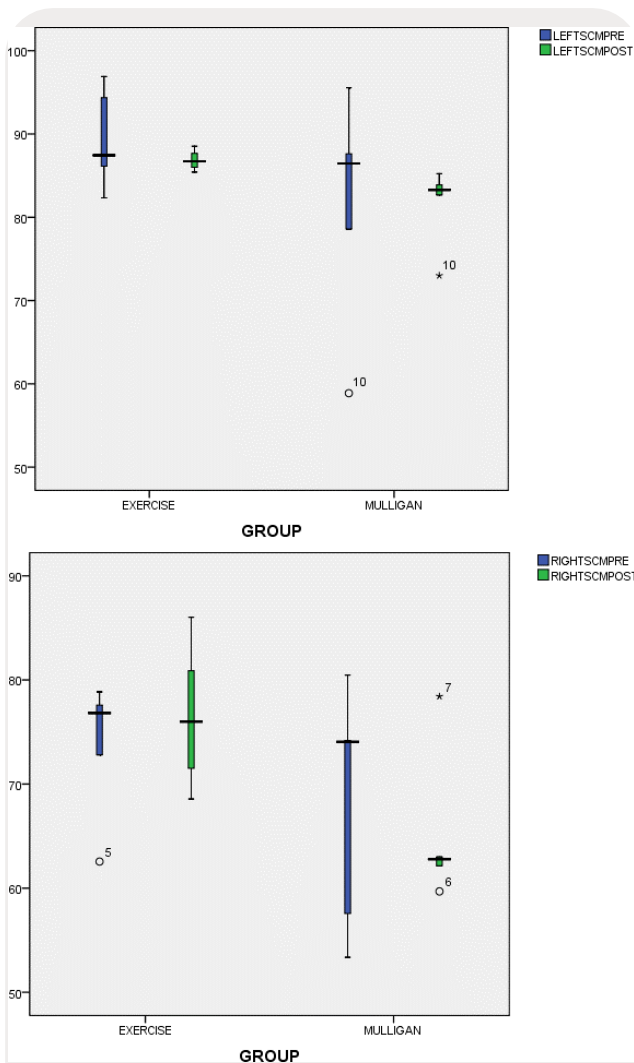 LEFTSCMPRE
LEFTSCMPOST
100
90
80
70
60
50
10
10
EXERCISE
MULLIGAN
GROUP
RIGHTSCMPRE
RIGHTSCMPOST
90
80
70
60
50
5
7
6
EXERCISE
MULLIGAN
GROUP